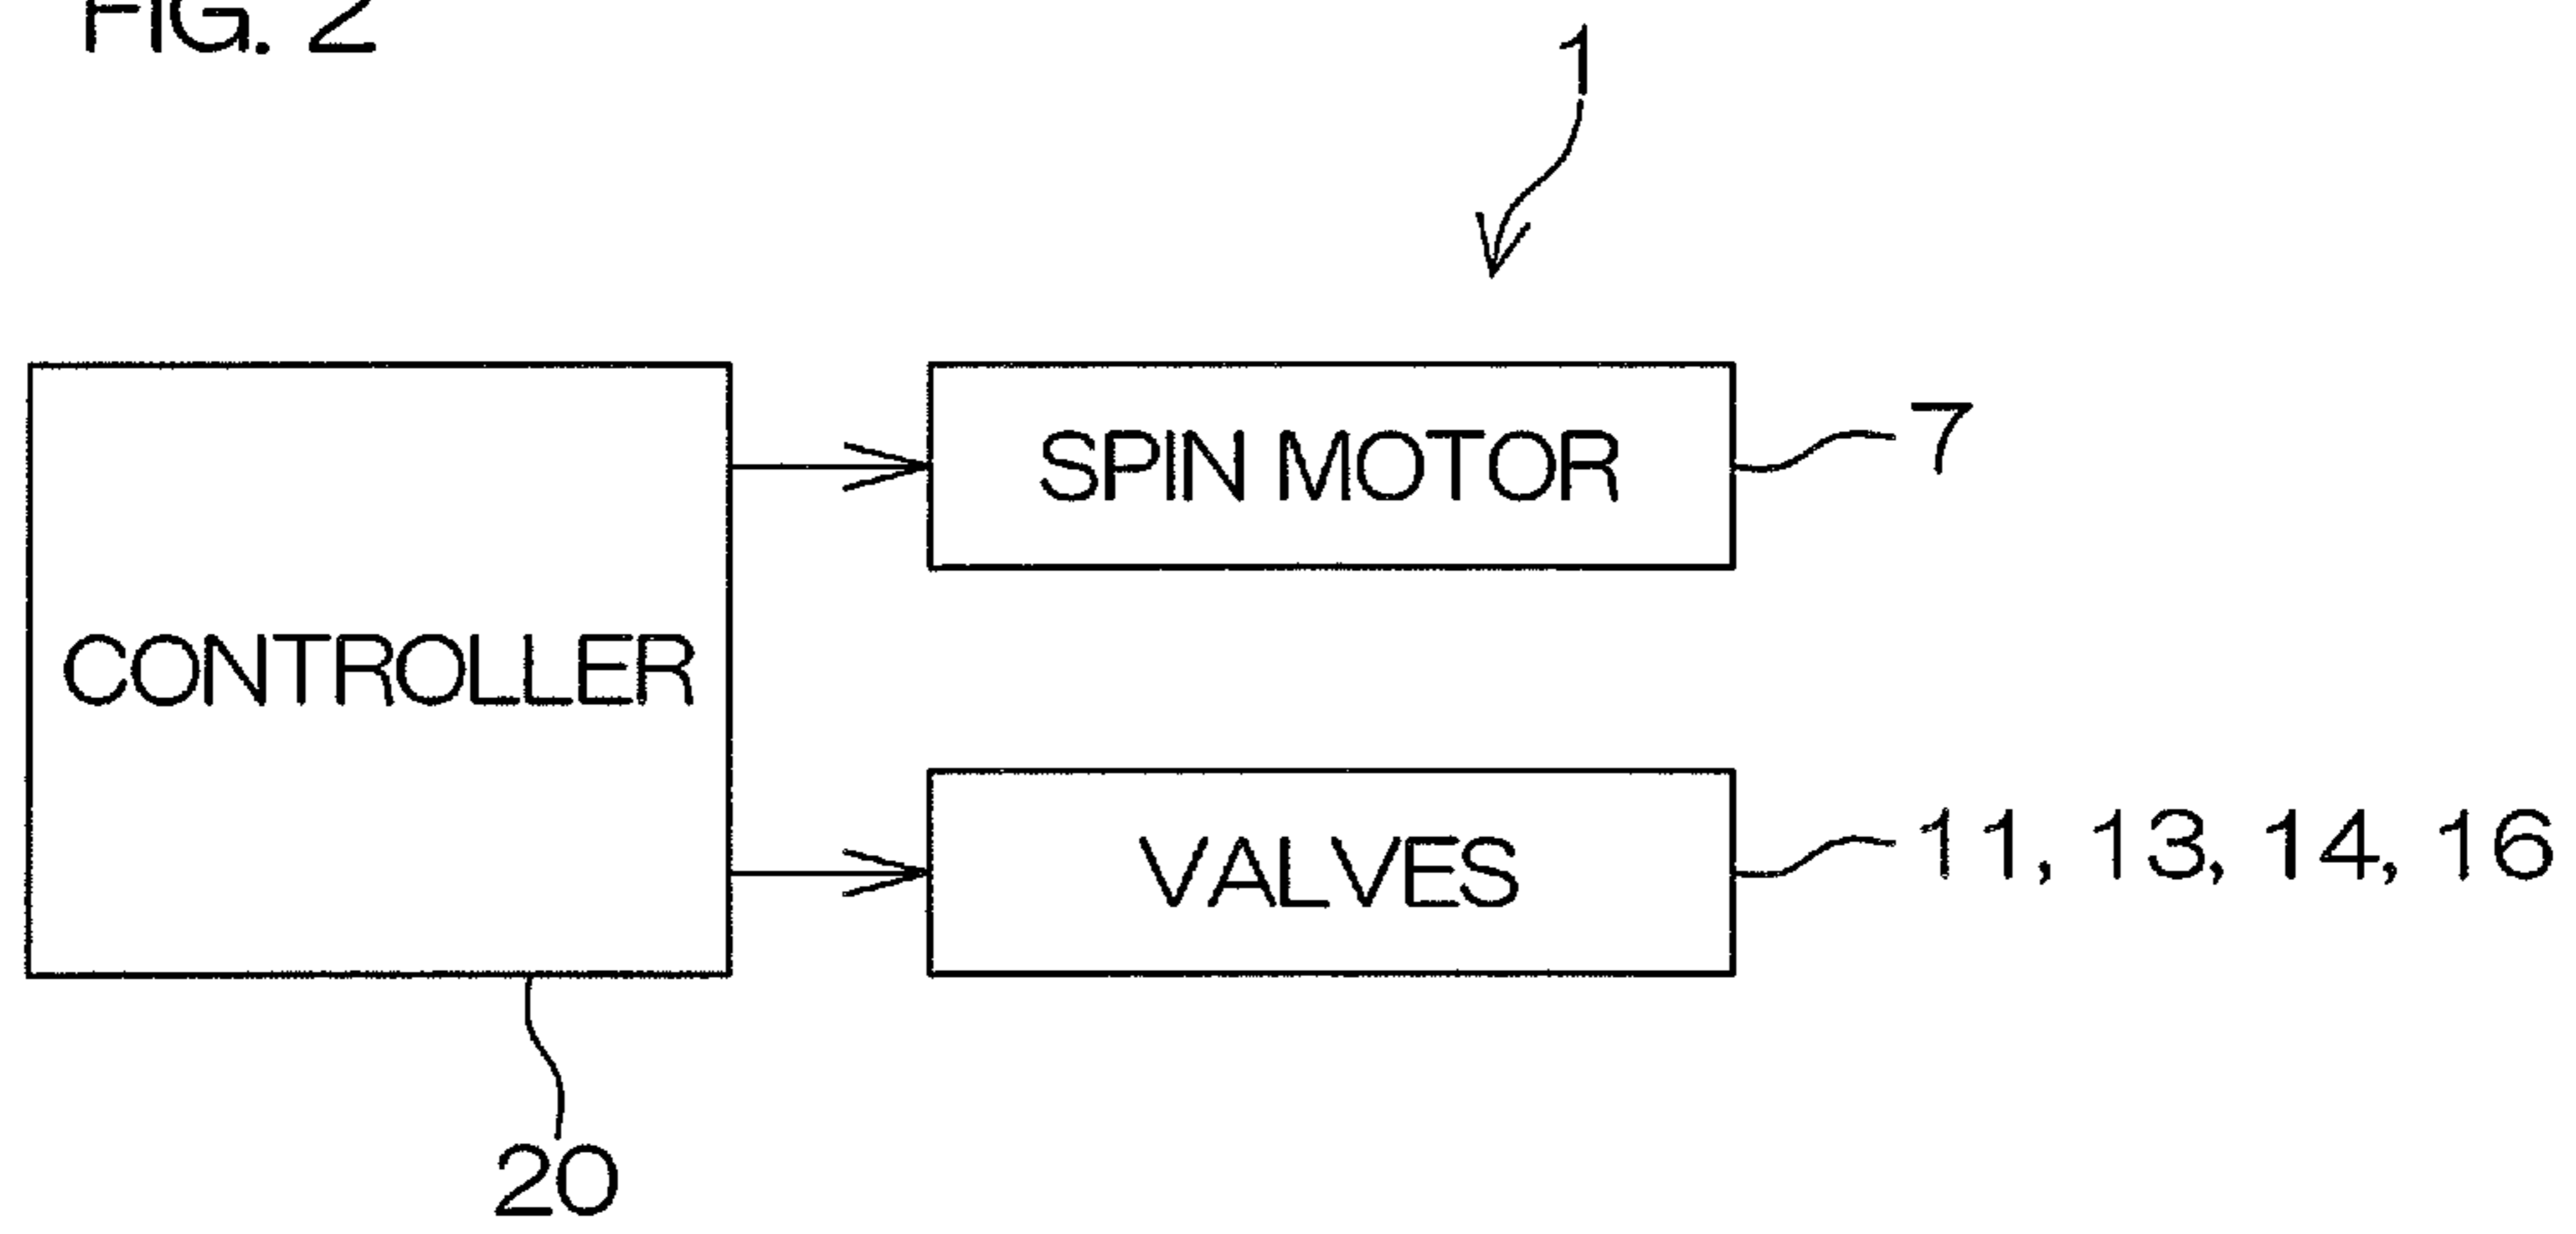 FIG. 2
1
SPIN MOTOR
7
CONTROLLER
VALVES
11, 13, 14, 16
20